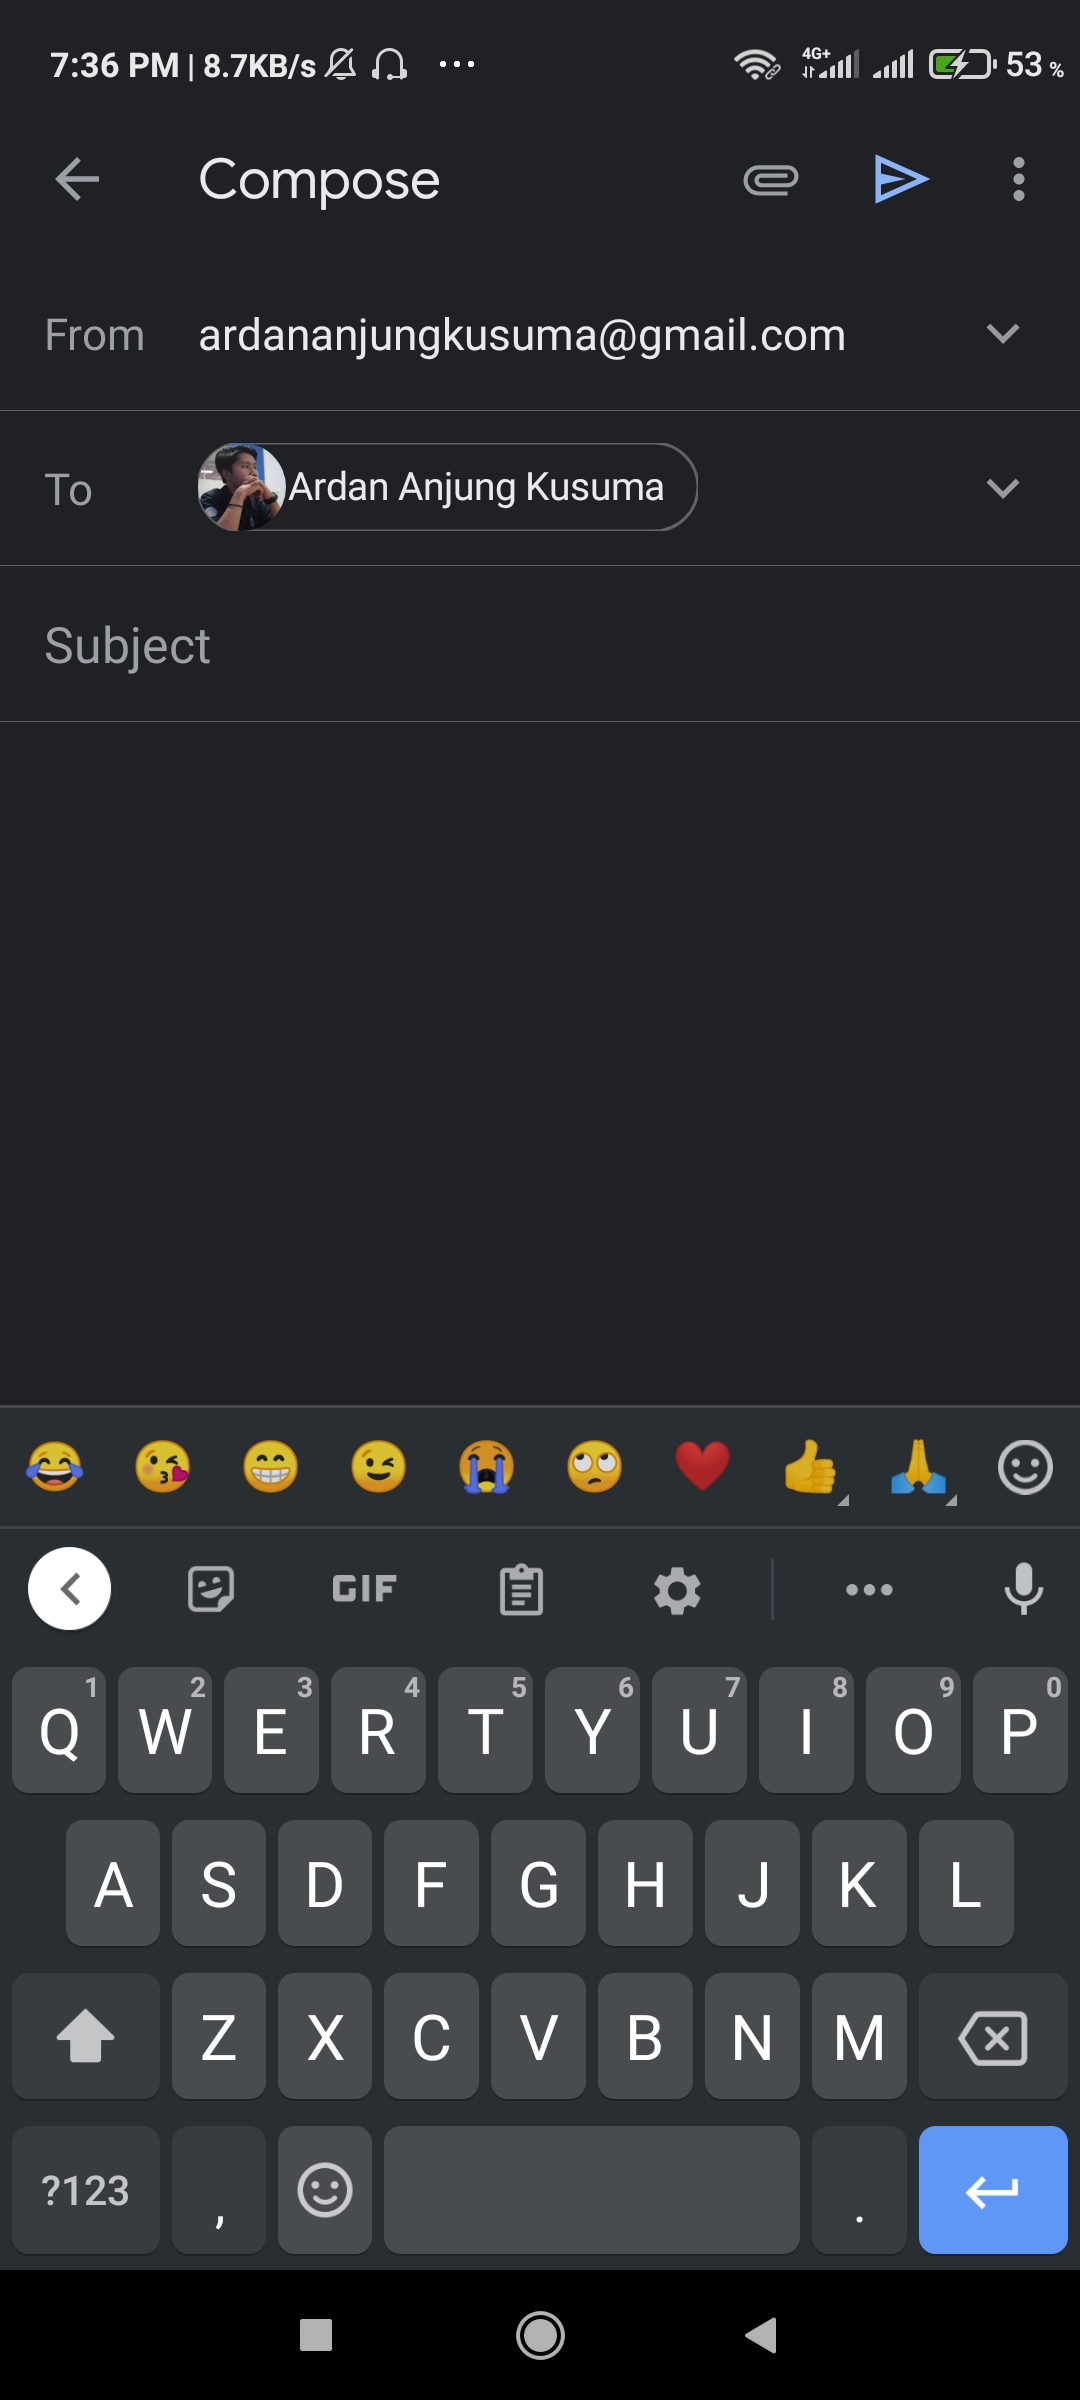 7:36 PM | 8.7KB/s ... 4G+ 53 %
Compose
From ardananjungkusuma@gmail.com
To Ardan Anjung Kusuma
Subject
GIF
1 2 3 4 5 6 7 8 9 0
Q W E R T Y U I O P
A S D F G H J K L
Z X C V B N M
?123 , .